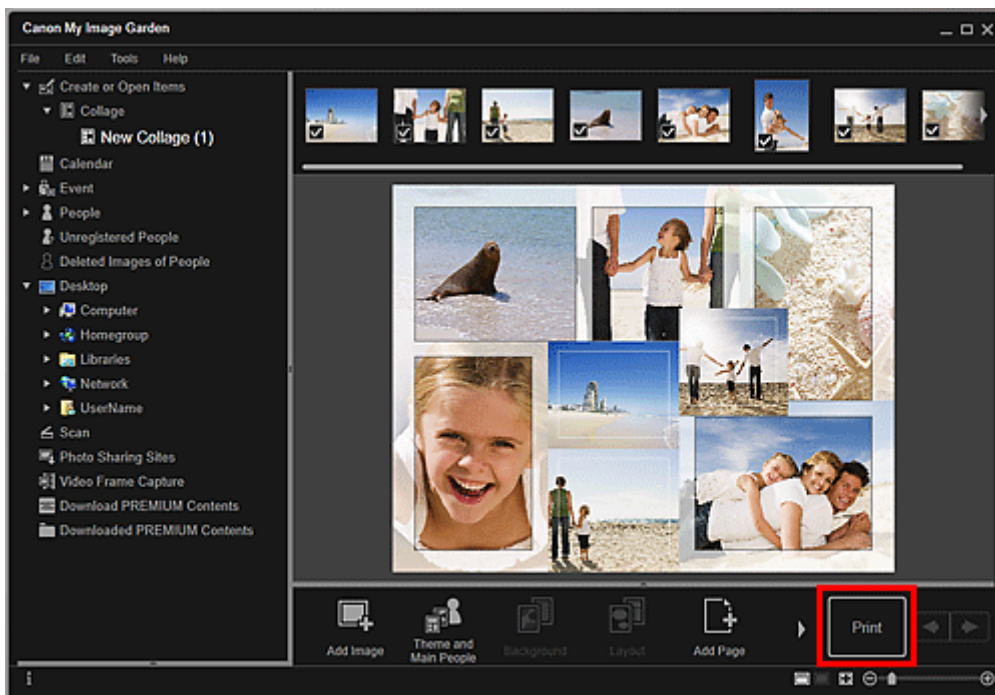 Canon My Image Garden
File Edit Tools Help
Create or Open Items
Collage
New Collage (1)
Calendar
Event
People
Unregistered People
Deleted Images of People
Desktop
Computer
Homegroup
Libraries
Network
UserName
Scan
Photo Sharing Sites
Video Frame Capture
Download PREMIUM Contents
Downloaded PREMIUM Contents
Add Image
Theme and
Main People
Background
Layout
Add Page
Print